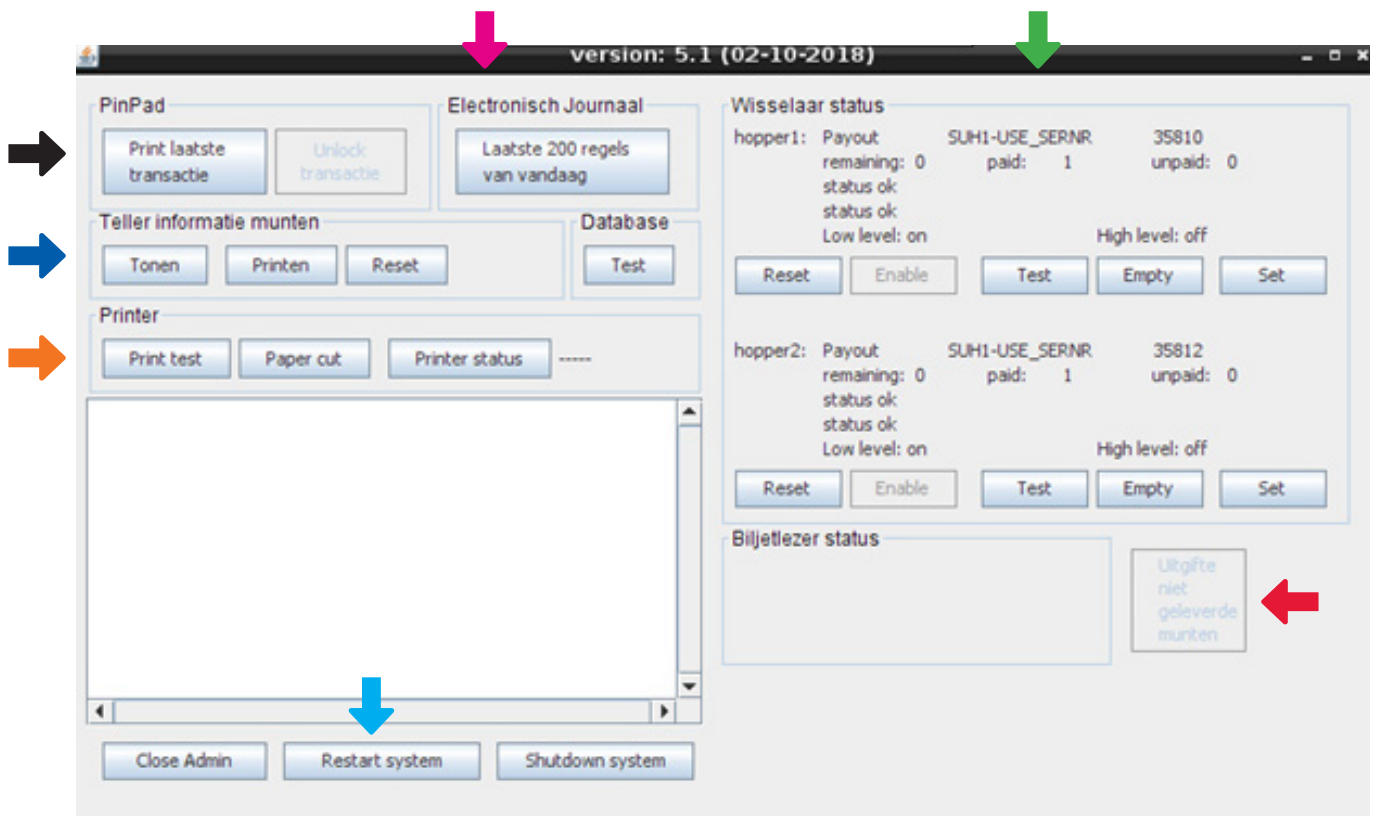 version: 5.1 (02-10-2018)
PinPad
Print laatste
transactie
Unlock
transactie
Electronisch Journaal
Laatste 200 regels
van vandaag
Teller informatie munten
Tonen Printen Reset
Database
Test
Printer
Print test Paper cut Printer status -----
Close Admin Restart system Shutdown system
Wisselaar status
hopper1: Payout SUH1-USE_SERNR 35810
remaining: 0 paid: 1 unpaid: 0
status ok
status ok
Low level: on High level: off
Reset Enable Test Empty Set
hopper2: Payout SUH1-USE_SERNR 35812
remaining: 0 paid: 1 unpaid: 0
status ok
status ok
Low level: on High level: off
Reset Enable Test Empty Set
Biljetlezer status
Uitgifte
niet
geleverde
munten